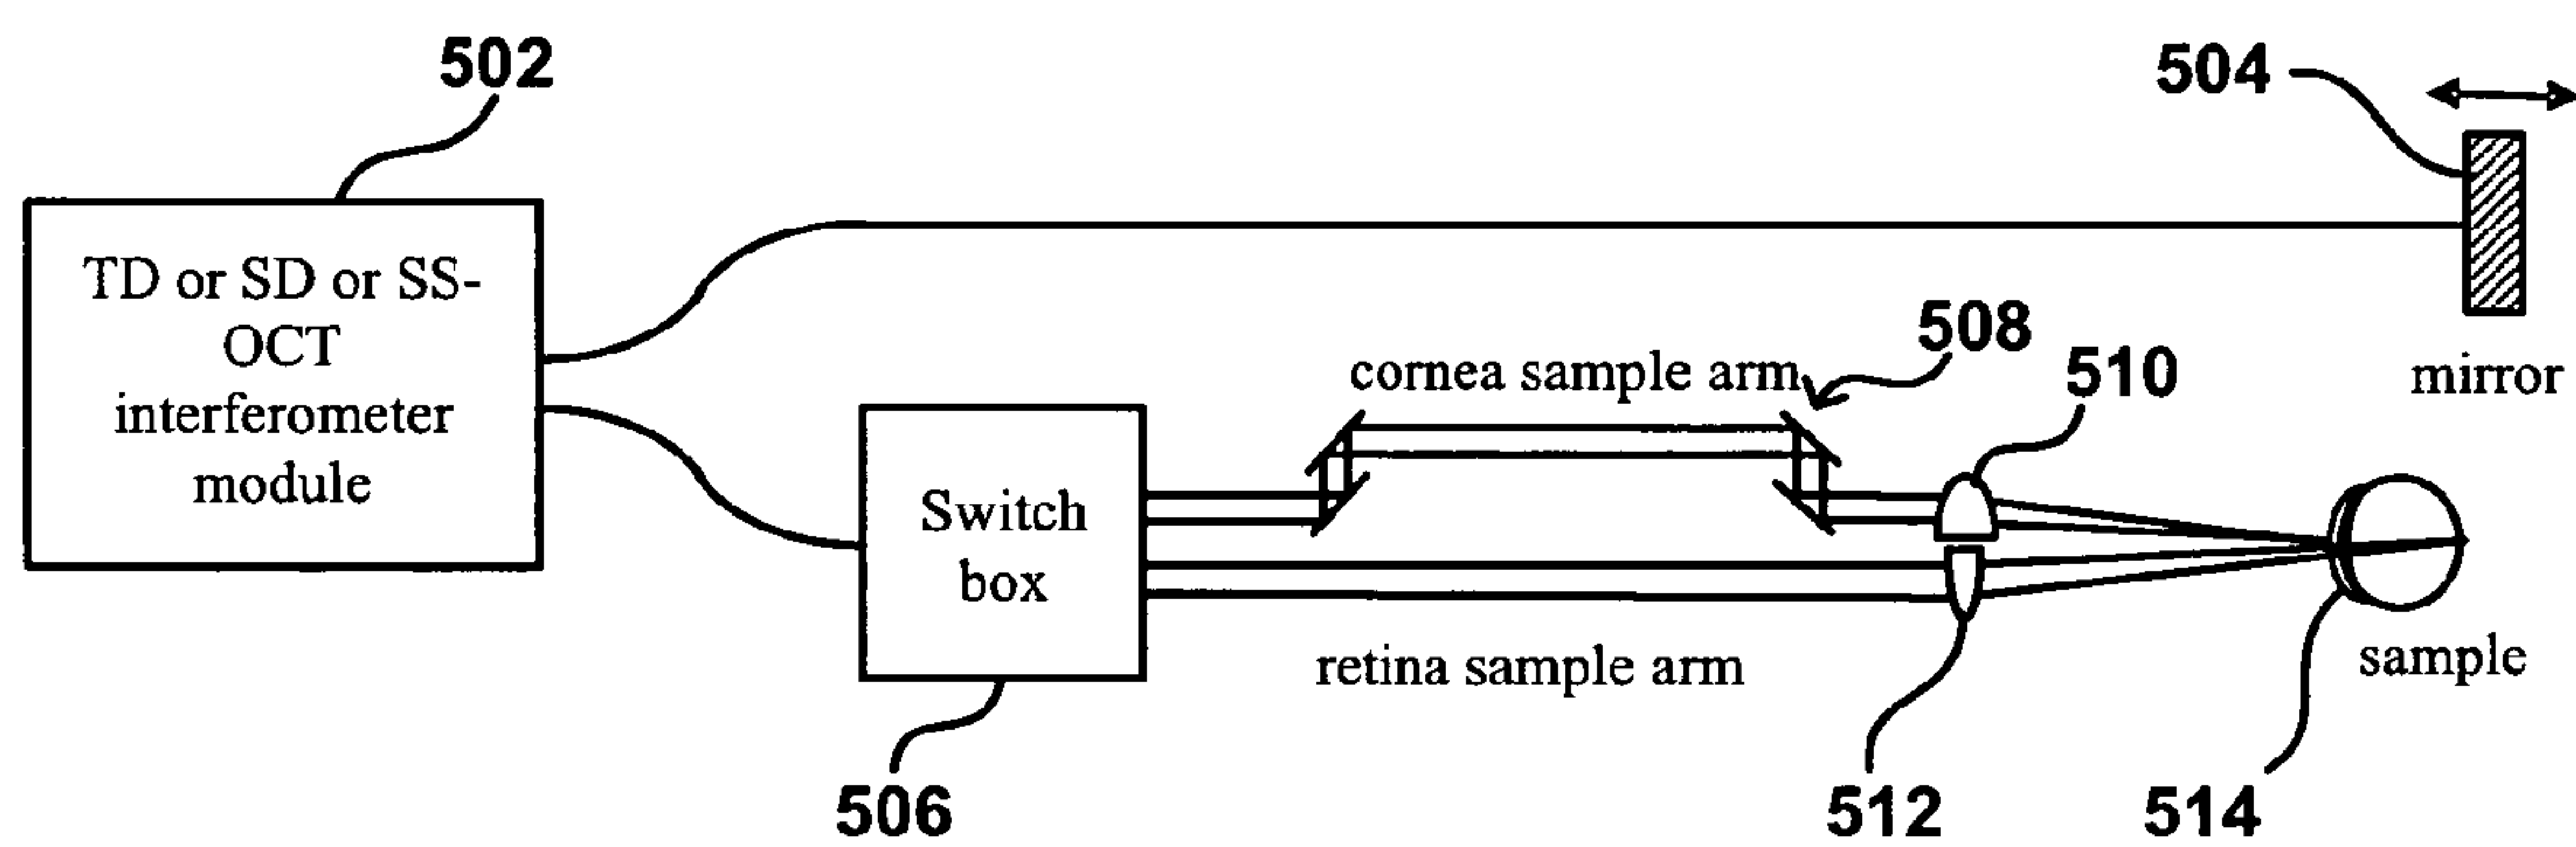 502
504
TD or SD or SS-
OCT
interferometer
module
mirror
cornea sample arm
508
510
Switch
box
retina sample arm
sample
506
512
514